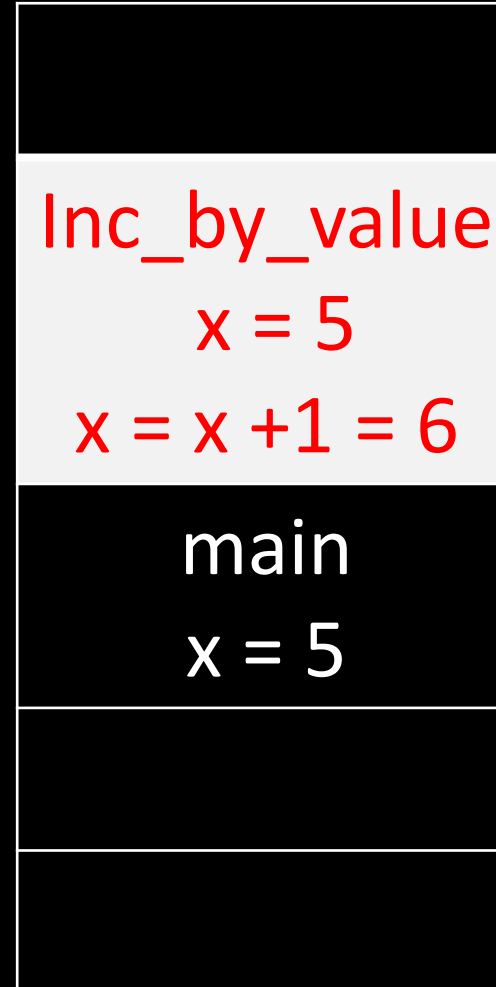 Inc_by_value
x = 5
x = x +1 = 6
main
x = 5